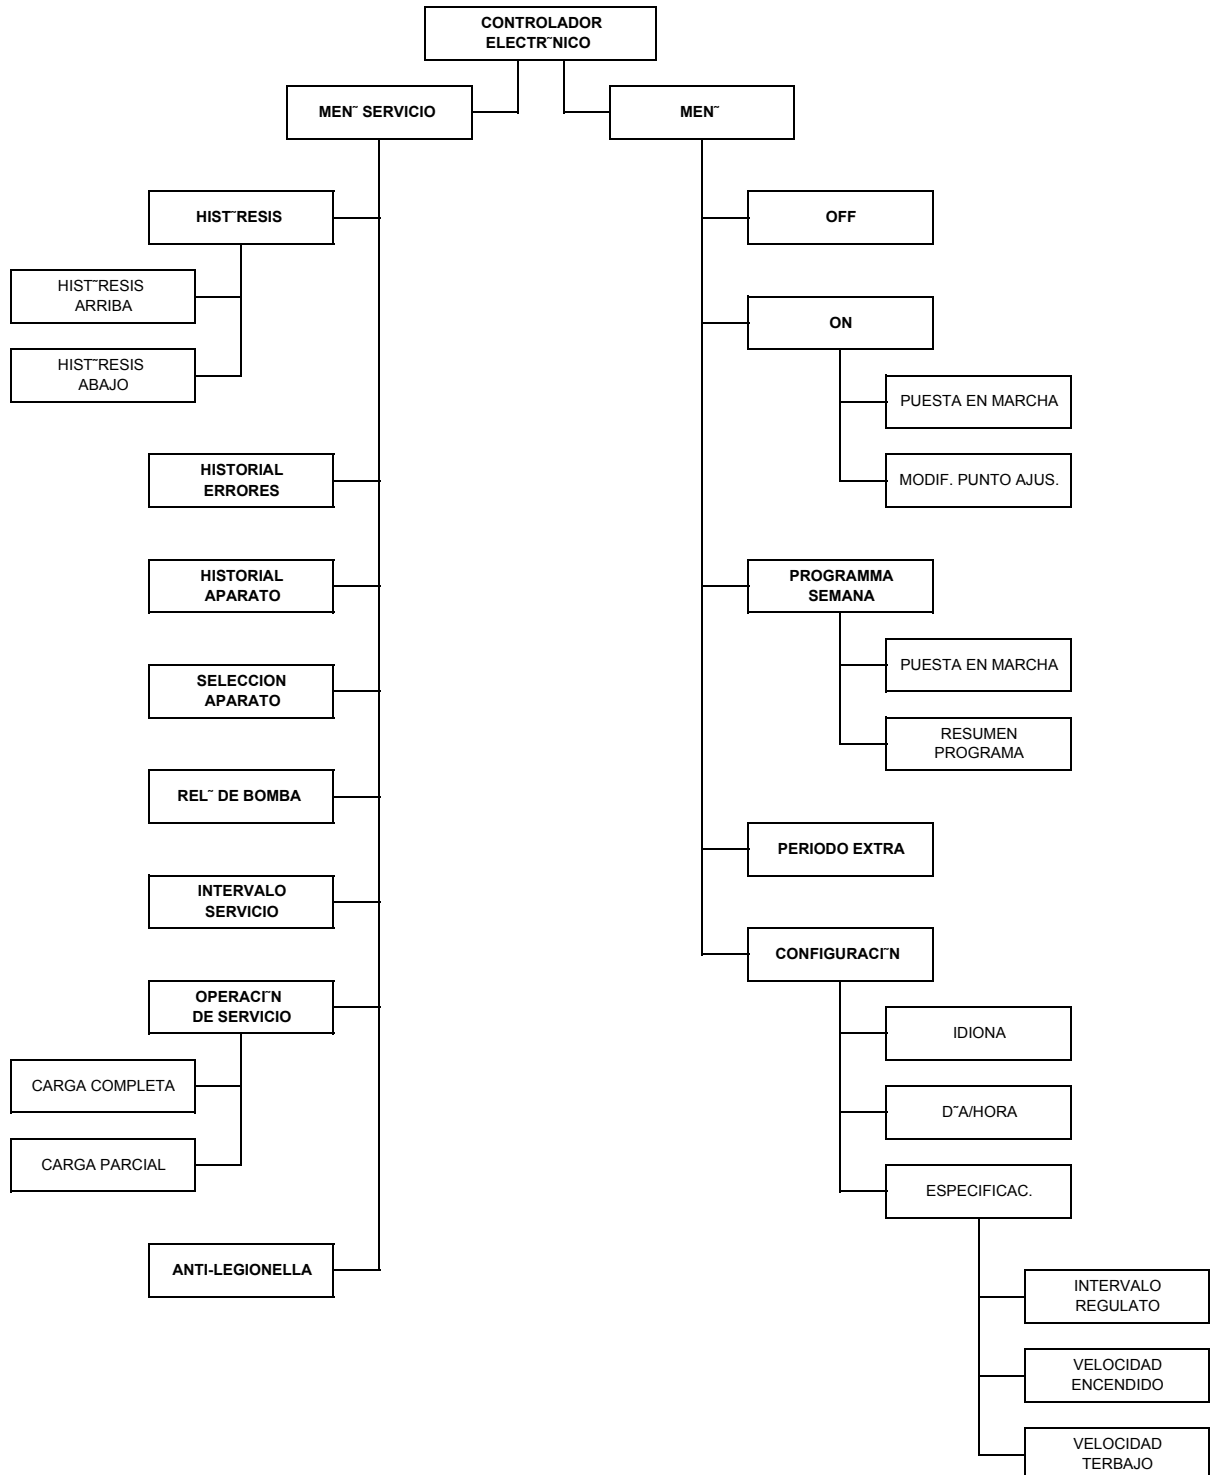 CONTROLADOR
ELECTR˜NICO
MEN˜ SERVICIO
MEN˜
HIST˜RESIS
HIST˜RESIS
ARRIBA
HIST˜RESIS
ABAJO
HISTORIAL
ERRORES
HISTORIAL
APARATO
SELECCION
APARATO
REL˜ DE BOMBA
INTERVALO
SERVICIO
OPERACI˜N
DE SERVICIO
CARGA COMPLETA
CARGA PARCIAL
ANTI-LEGIONELLA
OFF
ON
PUESTA EN MARCHA
MODIF. PUNTO AJUS.
PROGRAMMA
SEMANA
PUESTA EN MARCHA
RESUMEN
PROGRAMA
PERIODO EXTRA
CONFIGURACI˜N
IDIONA
D˜A/HORA
ESPECIFICAC.
INTERVALO
REGULATO
VELOCIDAD
ENCENDIDO
VELOCIDAD
TERBAJO